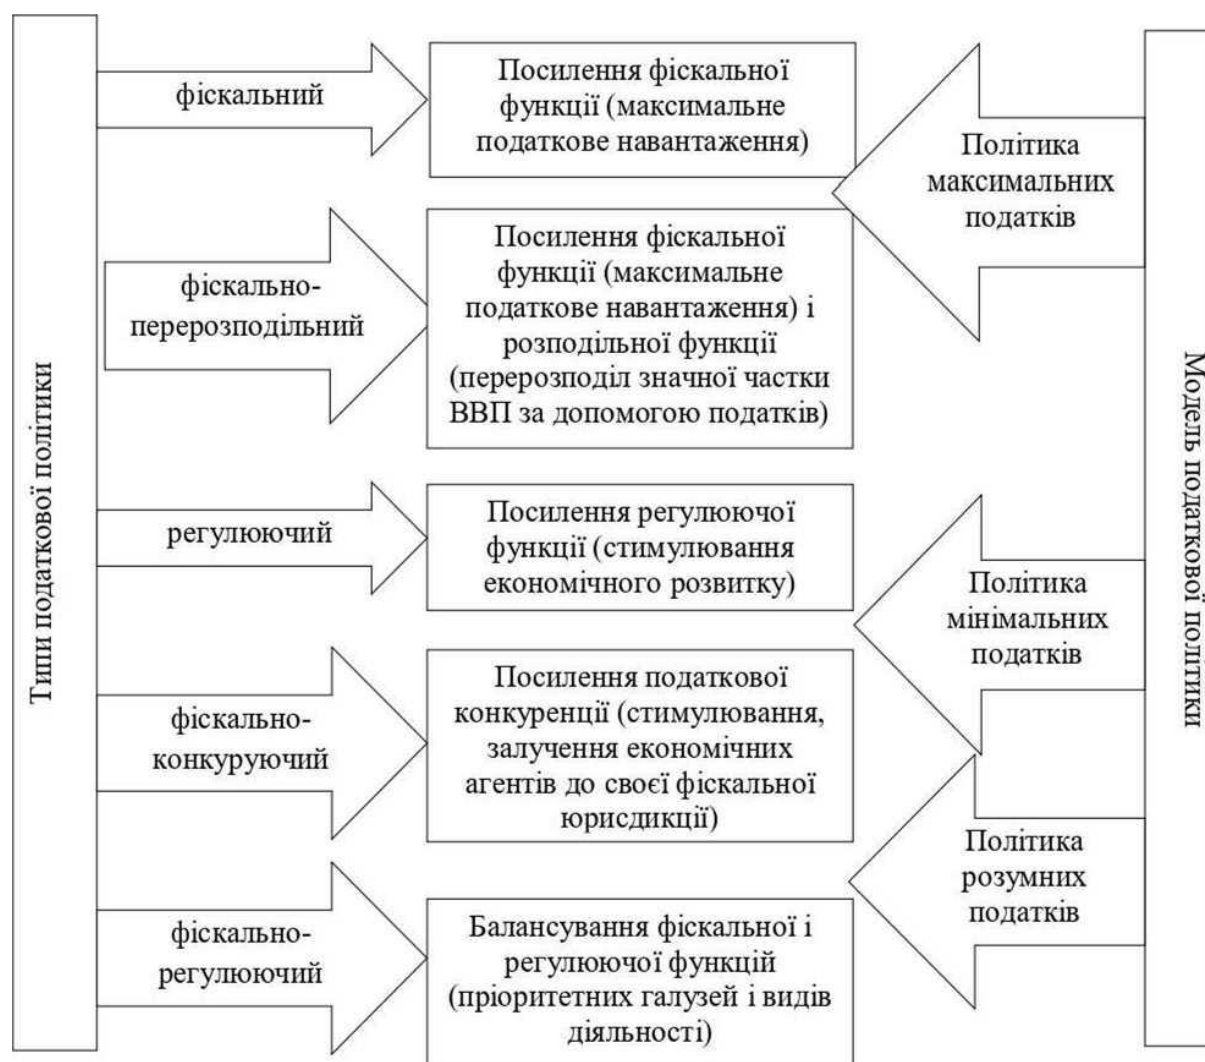 Типи податкової політики
фіскальний
Посилення фіскальної
функції (максимальне
податкове навантаження)
Політика
максимальних
податків
фіскально-
перерозподільний
Посилення фіскальної
функції (максимальне
податкове навантаження) і
розподільної функції
(перерозподіл значної частки
ВВП за допомогою податків)
регулюючий
Посилення регулюючої
функції (стимулювання
економічного розвитку)
Політика
мінімальних
податків
фіскально-
конкуруючий
Посилення податкової
конкуренції (стимулювання,
залучення економічних
агентів до своєї фіскальної
юрисдикції)
Політика
розумних
податків
фіскально-
регулюючий
Балансування фіскальної і
регулюючої функцій
(пріоритетних галузей і видів
діяльності)
Модель податкової політики